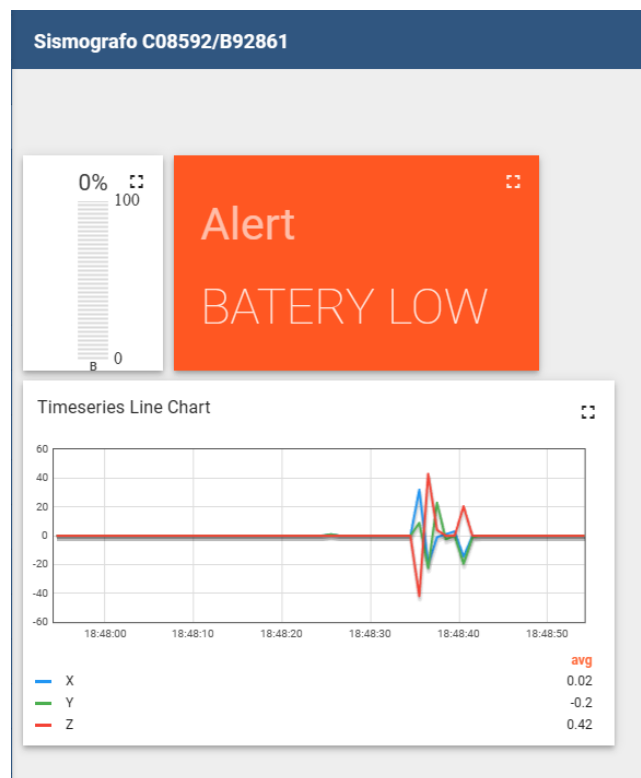 Sismografo C08592/B92861
0%
100
0
B
Alert
BATERY LOW
Timeseries Line Chart
60
40
20
0
-20
-40
-60
18:48:00 18:48:10 18:48:20 18:48:30 18:48:40 18:48:50
avg
X 0.02
Y -0.2
Z 0.42